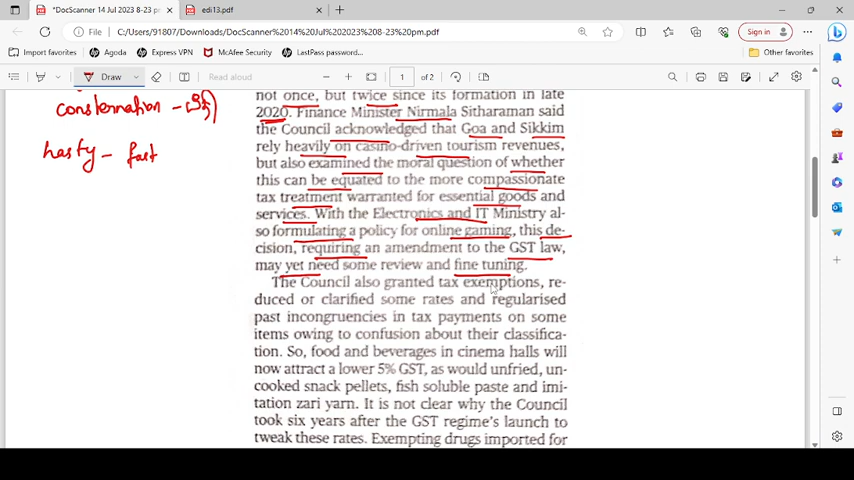 *DocScanner 14 Jul 2023 8-23 p
edi13.pdf
File
C:/Users/91807/Downloads/DocScanner%2014%20Jul%202023%208-23%20pm.pdf
Sign in
Import favorites
Agoda
Express VPN
McAfee Security
LastPass password...
Other favorites
Draw
Read aloud
1
of 2
consternation -
hasty - fast
not once, but twice since its formation in late
2020. Finance Minister Nirmala Sitharaman said
the Council acknowledged that Goa and Sikkim
rely heavily on casino-driven tourism revenues,
but also examined the moral question of whether
this can be equated to the more compassionate
tax treatment warranted for essential goods and
services. With the Electronics and IT Ministry al-
so formulating a policy for online gaming, this de-
cision, requiring an amendment to the GST law,
may yet need some review and fine tuning.
The Council also granted tax exemptions, re-
duced or clarified some rates and regularised
past incongruencies in tax payments on some
items owing to confusion about their classifica-
tion. So, food and beverages in cinema halls will
now attract a lower 5% GST, as would unfried, un-
cooked snack pellets, fish soluble paste and imi-
tation zari yarn. It is not clear why the Council
took six years after the GST regime's launch to
tweak these rates. Exempting drugs imported for